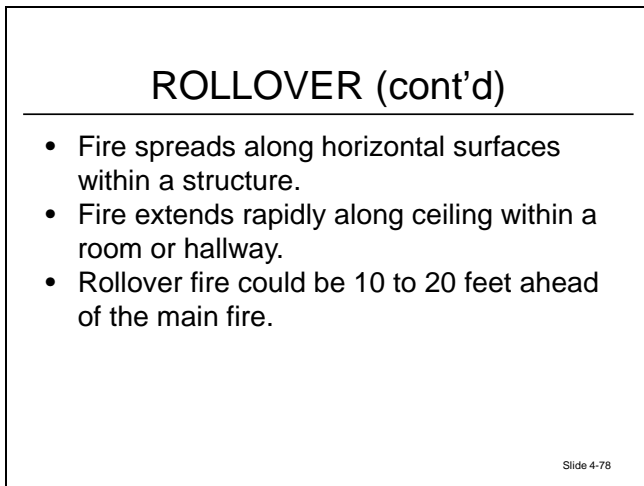 ROLLOVER (cont'd)
• Fire spreads along horizontal surfaces
within a structure.
• Fire extends rapidly along ceiling within a
room or hallway.
• Rollover fire could be 10 to 20 feet ahead
of the main fire.
Slide 4-78